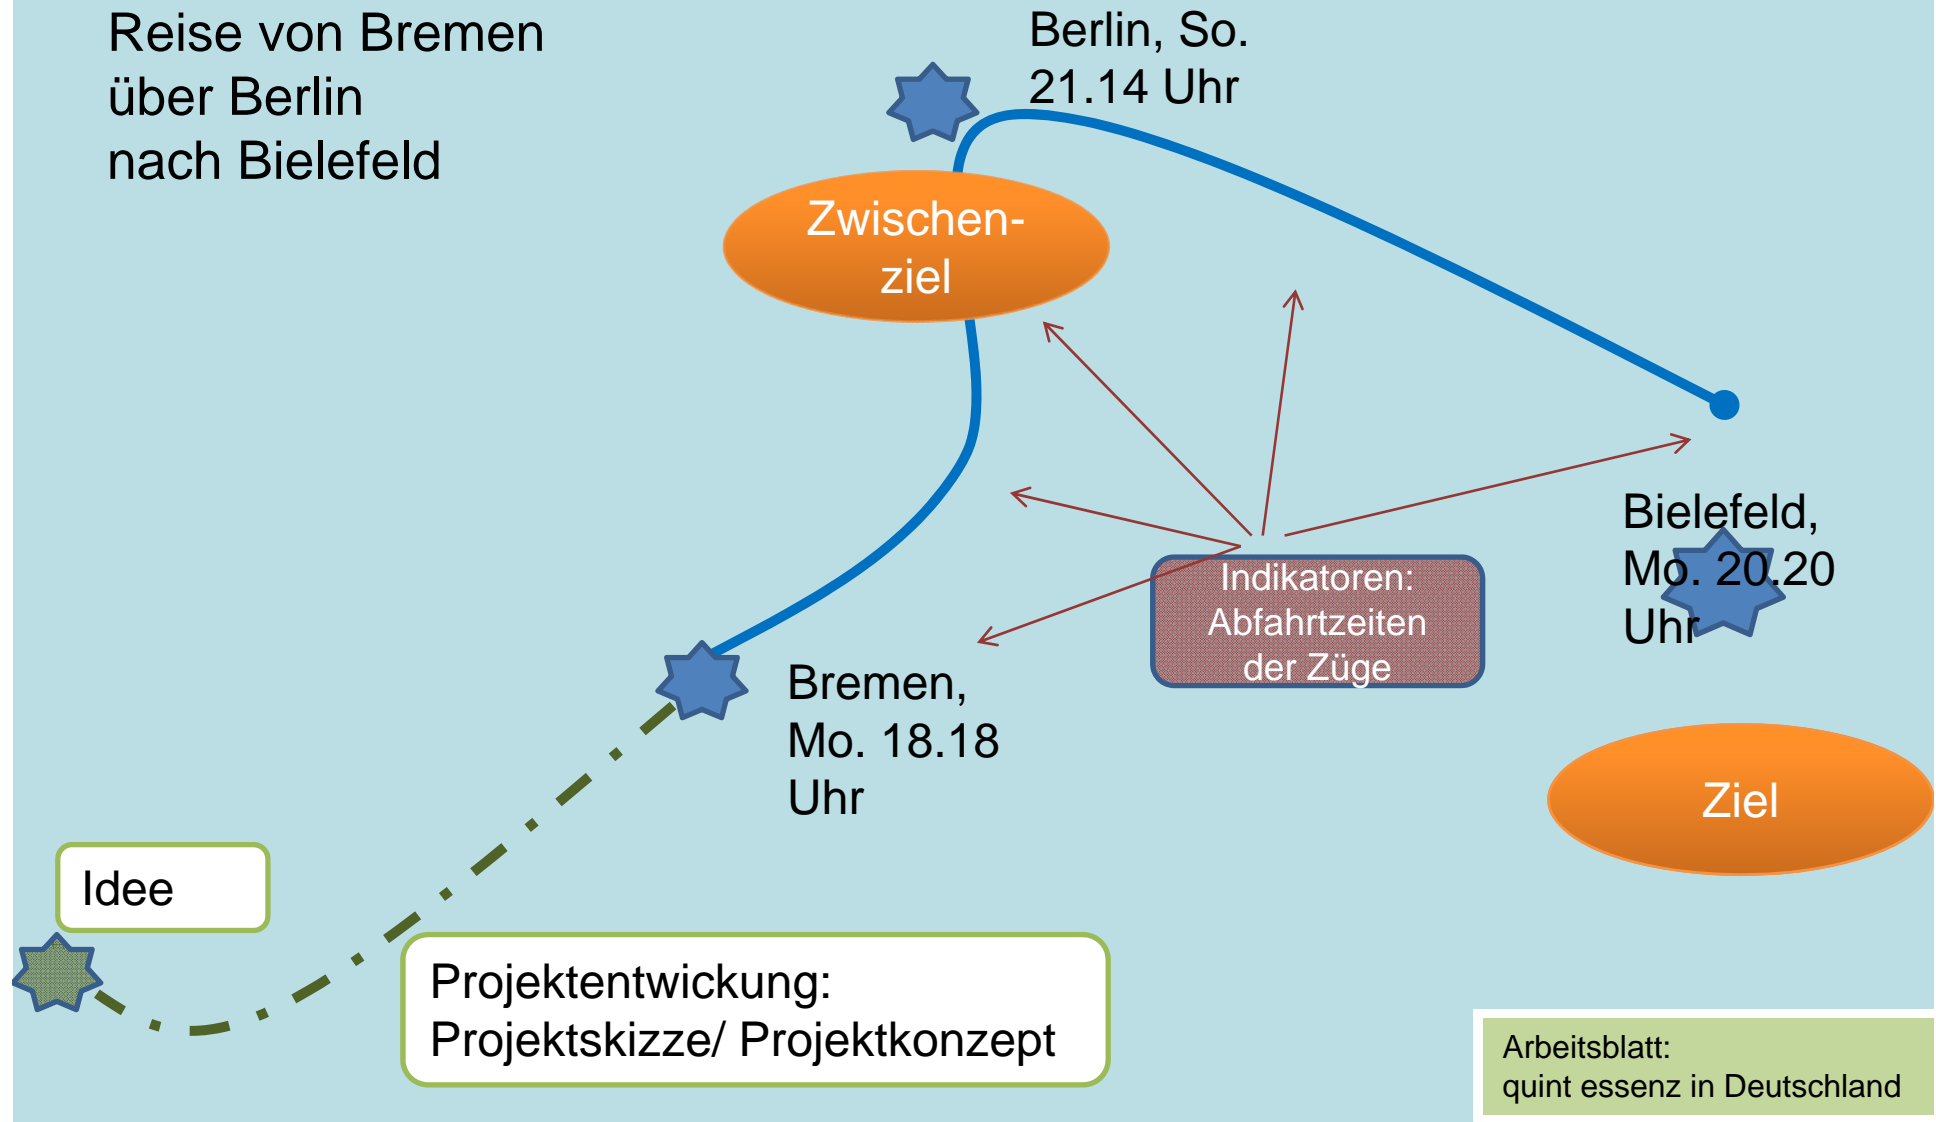 Reise von Bremen
über Berlin
nach Bielefeld
Berlin, So.
21.14 Uhr
Zwischen-
ziel
Bielefeld,
Mo. 20.20
Uhr
Indikatoren:
Abfahrtzeiten
der Züge
Bremen,
Mo. 18.18
Uhr
Ziel
Idee
Projektentwickung:
Projektskizze/ Projektkonzept
Arbeitsblatt:
quint essenz in Deutschland